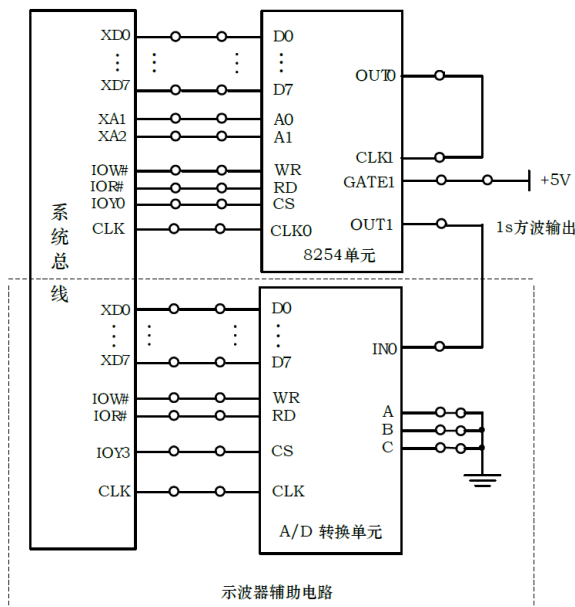 XD0
⋮ ⋮
XD7
XA1
XA2
IOW#
IOR#
IOY0
CLK
系统总线
XD0
⋮ ⋮
XD7
IOW#
IOR#
IOY3
CLK
D0
⋮ ⋮
D7
A0
A1
WR
RD
CS
CLK0
8254单元
OUT0
CLK1
GATE1
OUT1
+5V
1s方波输出
D0
⋮ ⋮
D7
WR
RD
CS
CLK
A/D 转换单元
IN0
A
B
C
示波器辅助电路